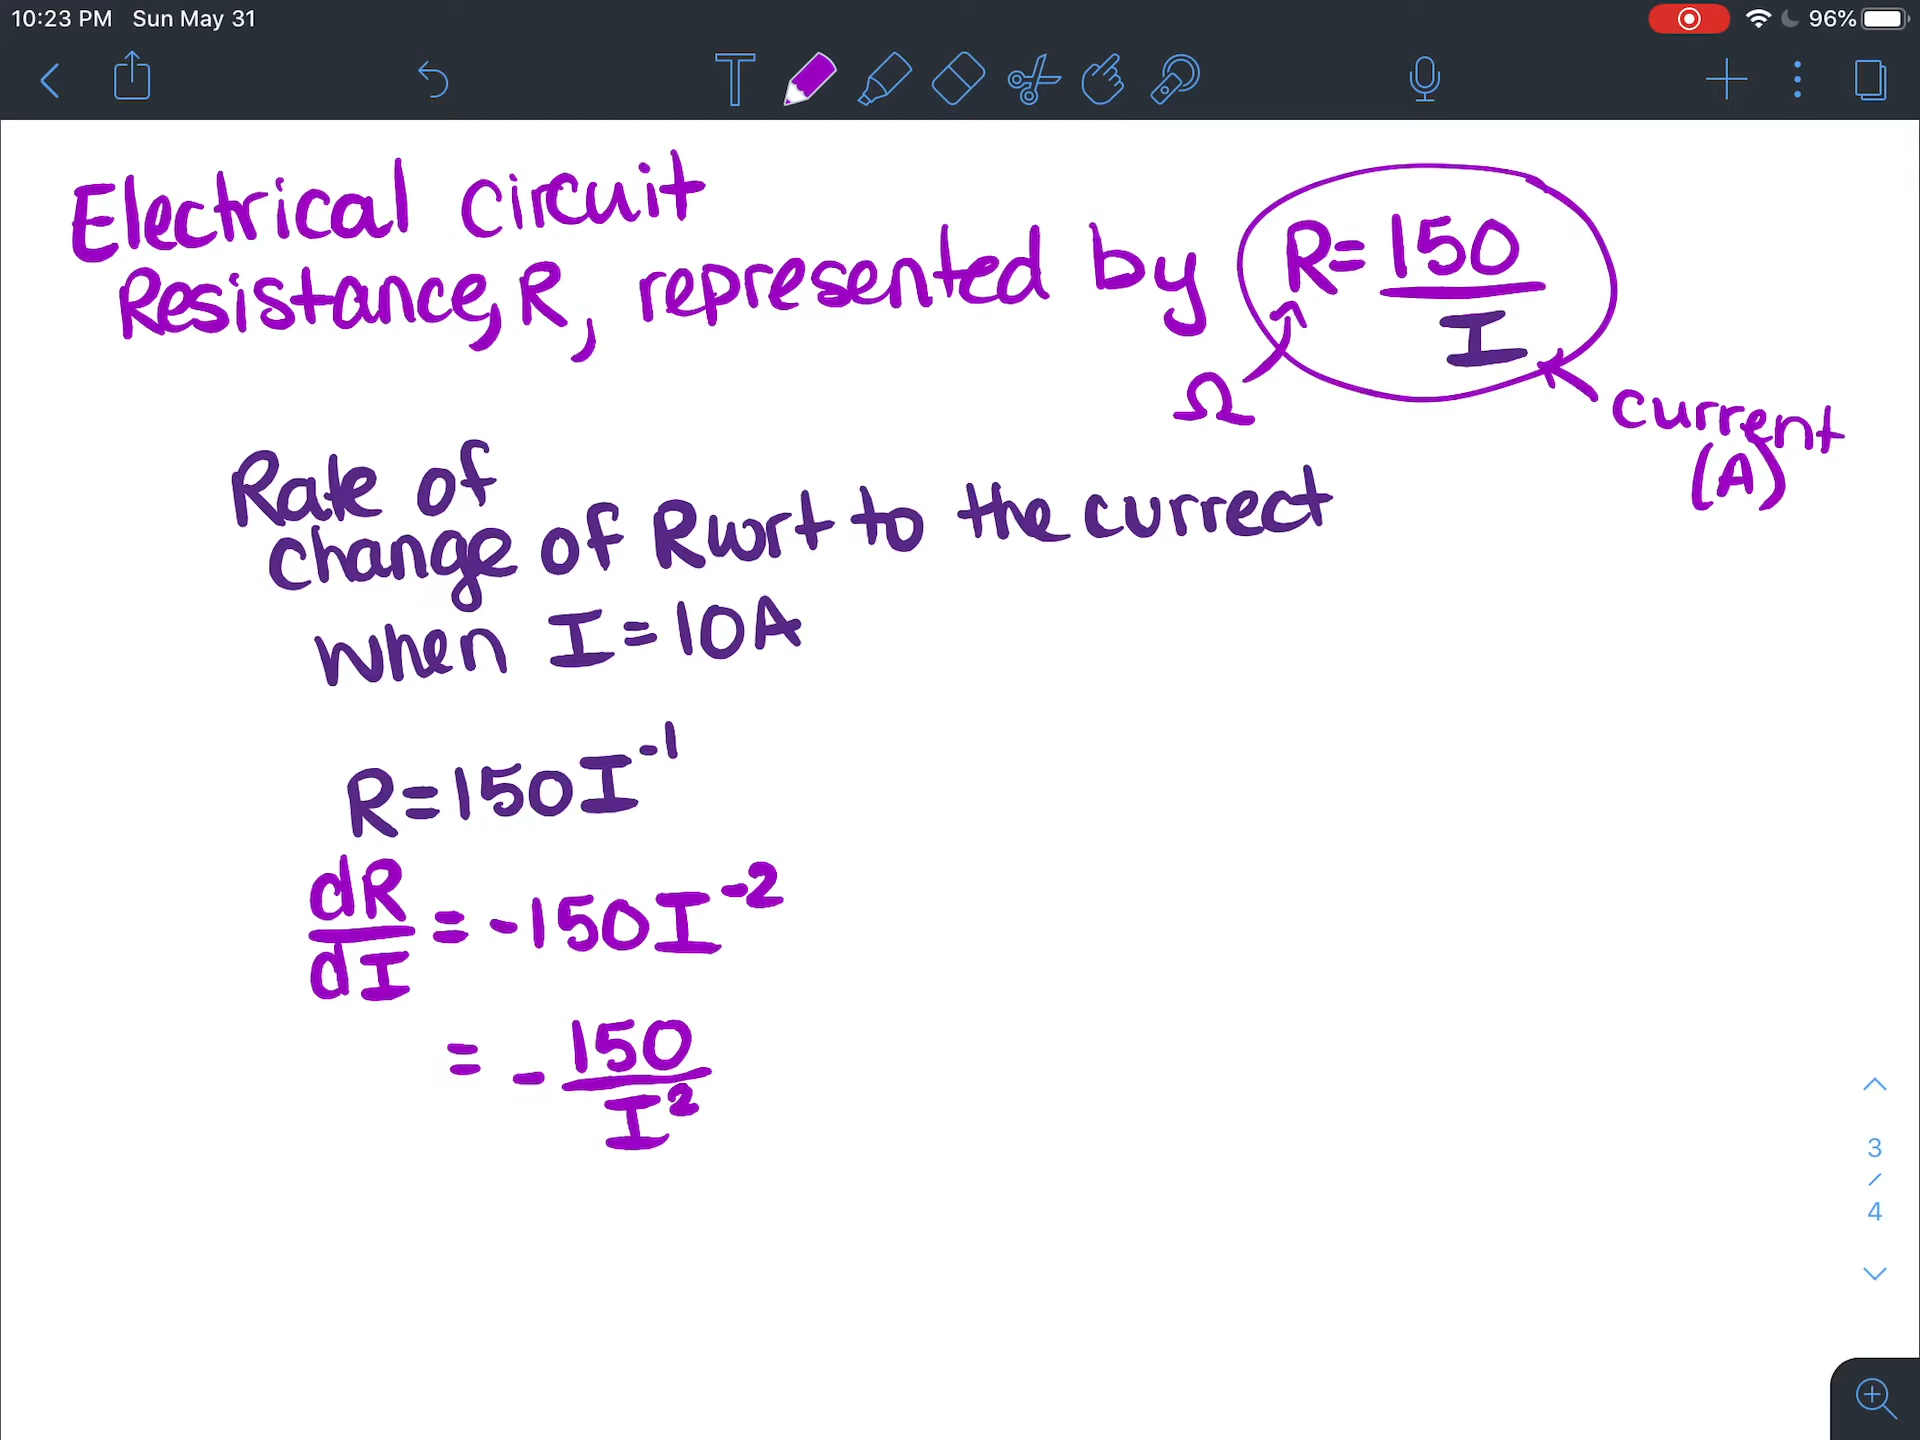 10:23 PM Sun May 31 96%
T
Electrical circuit
Resistance, R, represented by R = 150/I
Ω
current
(A)
Rate of
change of R wrt to the currect
when I = 10A
R = 150I⁻¹
dR/dI = -150I⁻²
= - 150/I²
3
/
4